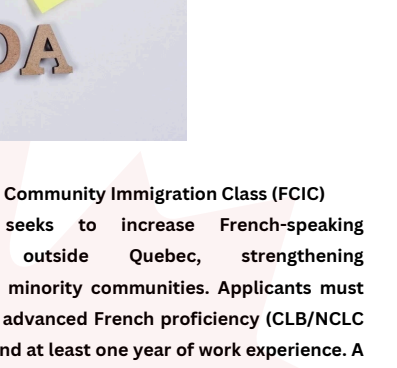 DA
Community Immigration Class (FCIC)
seeks to increase French-speaking
outside Quebec, strengthening
minority communities. Applicants must
advanced French proficiency (CLB/NCLC
nd at least one year of work experience. A